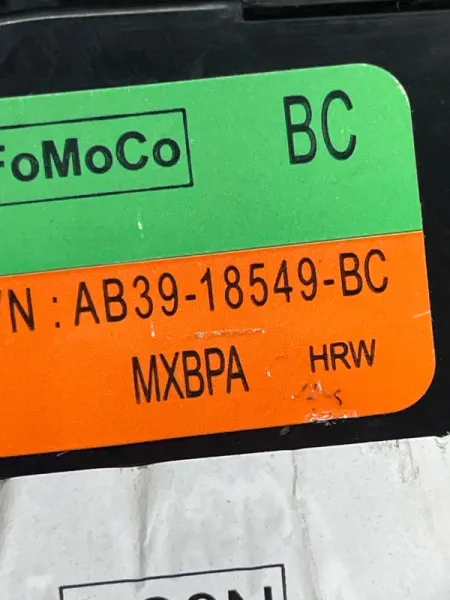 FoMoCo BC
/N : AB39-18549-BC
MXBPA HRW